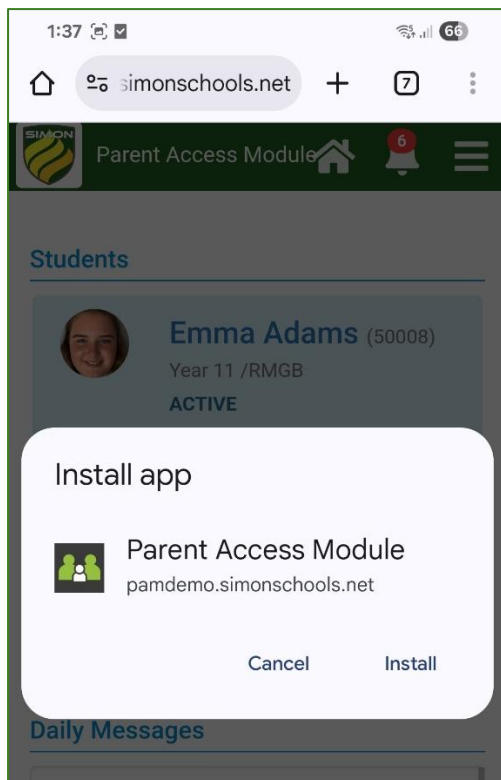 1:37 66
simonschools.net + 7
SIMON Parent Access Module 6
Students
Emma Adams (50008)
Year 11 /RMGB
ACTIVE
Install app
Parent Access Module
pamdemo.simonschools.net
Cancel Install
Daily Messages